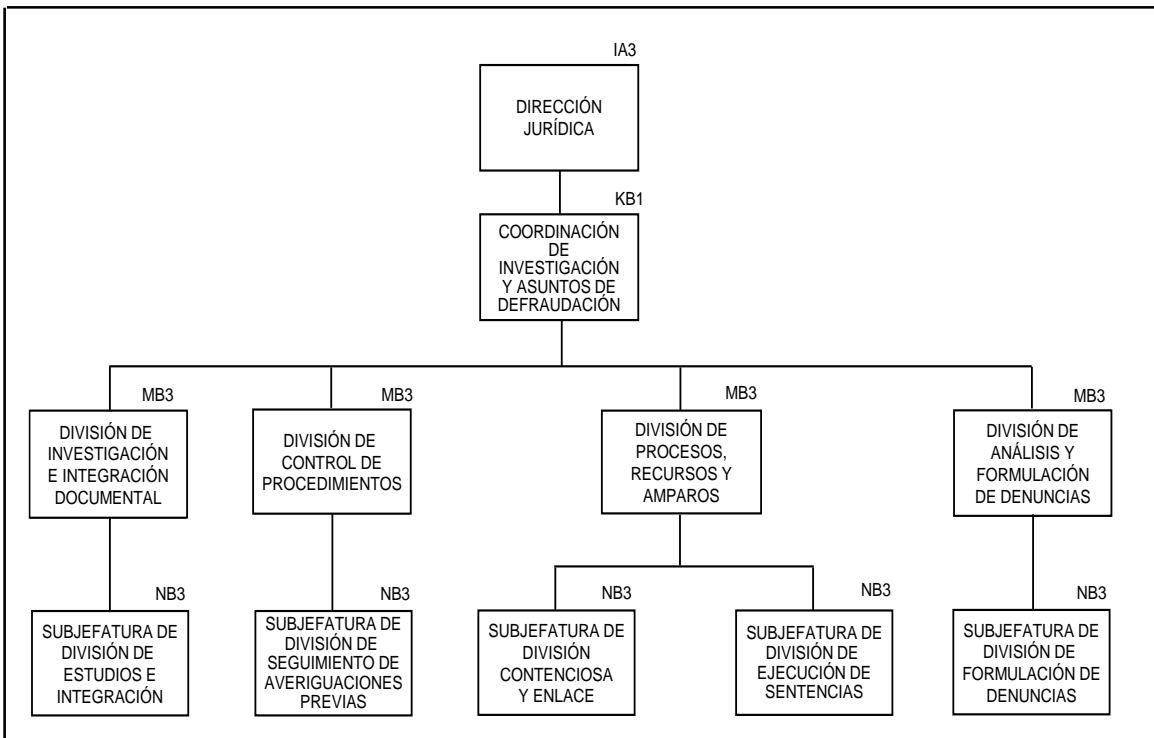 IA3
DIRECCIÓN
JURÍDICA
KB1
COORDINACIÓN
DE
INVESTIGACIÓN
Y ASUNTOS DE
DEFRAUDACIÓN
MB3
DIVISIÓN DE
INVESTIGACIÓN
E INTEGRACIÓN
DOCUMENTAL
MB3
DIVISIÓN DE
CONTROL DE
PROCEDIMIENTOS
MB3
DIVISIÓN DE
PROCESOS,
RECURSOS Y
AMPAROS
MB3
DIVISIÓN DE
ANÁLISIS Y
FORMULACIÓN
DE DENUNCIAS
NB3
SUBJEFATURA DE
DIVISIÓN DE
ESTUDIOS E
INTEGRACIÓN
NB3
SUBJEFATURA DE
DIVISIÓN DE
SEGUIMIENTO DE
AVERIGUACIONES
PREVIAS
NB3
SUBJEFATURA DE
DIVISIÓN
CONTENCIOSA
Y ENLACE
NB3
SUBJEFATURA DE
DIVISIÓN DE
EJECUCIÓN DE
SENTENCIAS
NB3
SUBJEFATURA DE
DIVISIÓN DE
FORMULACIÓN DE
DENUNCIAS